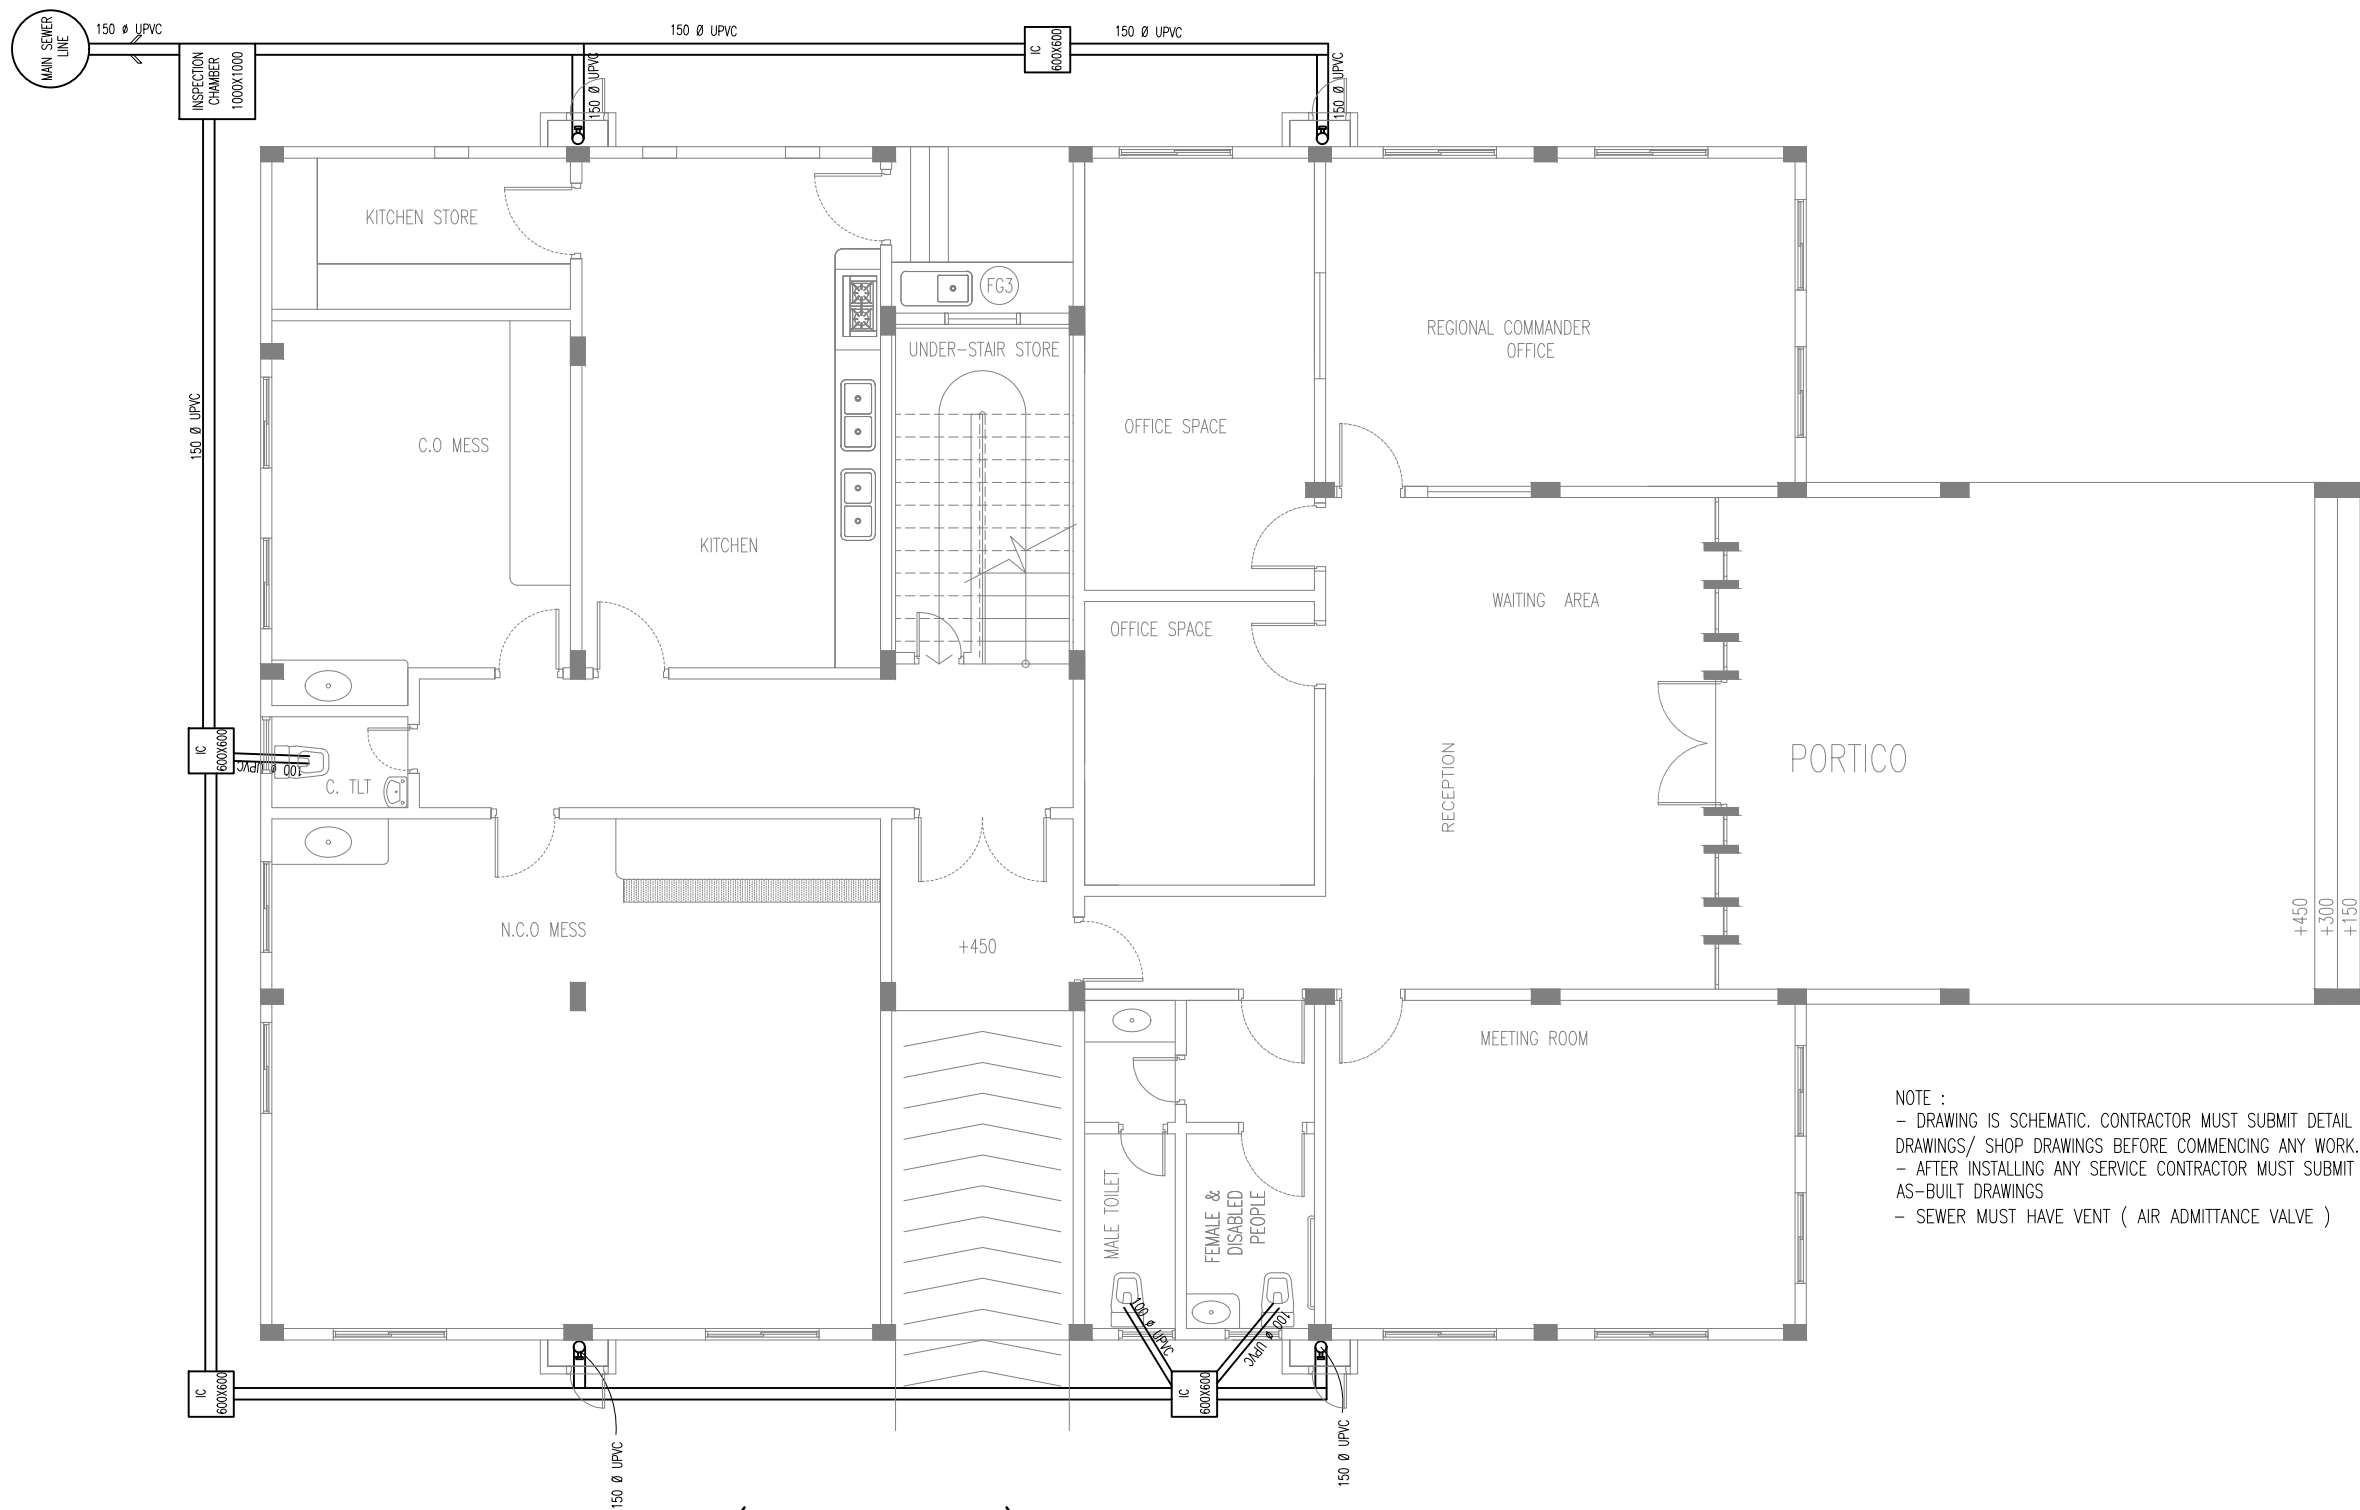 MAIN SEWER
LINE
150 ø UPVC
INSPECTION
CHAMBER
1000X1000
150 Ø UPVC
150 Ø UPVC
IC
600X600
150 Ø UPVC
150 Ø UPVC
KITCHEN STORE
FG3
UNDER-STAIR STORE
REGIONAL COMMANDER
OFFICE
150 Ø UPVC
C.O MESS
OFFICE SPACE
KITCHEN
WAITING AREA
OFFICE SPACE
IC
600X600
100 Ø UPVC
C. TLT
RECEPTION
PORTICO
N.C.O MESS
+450
+450
+300
+150
MEETING ROOM
NOTE :
– DRAWING IS SCHEMATIC. CONTRACTOR MUST SUBMIT DETAIL
DRAWINGS/ SHOP DRAWINGS BEFORE COMMENCING ANY WORK.
– AFTER INSTALLING ANY SERVICE CONTRACTOR MUST SUBMIT
AS–BUILT DRAWINGS
– SEWER MUST HAVE VENT ( AIR ADMITTANCE VALVE )
MALE TOILET
FEMALE &
DISABLED
PEOPLE
100 Ø UPVC
100 Ø UPVC
IC
600X600
IC
600X600
150 Ø UPVC
150 Ø UPVC